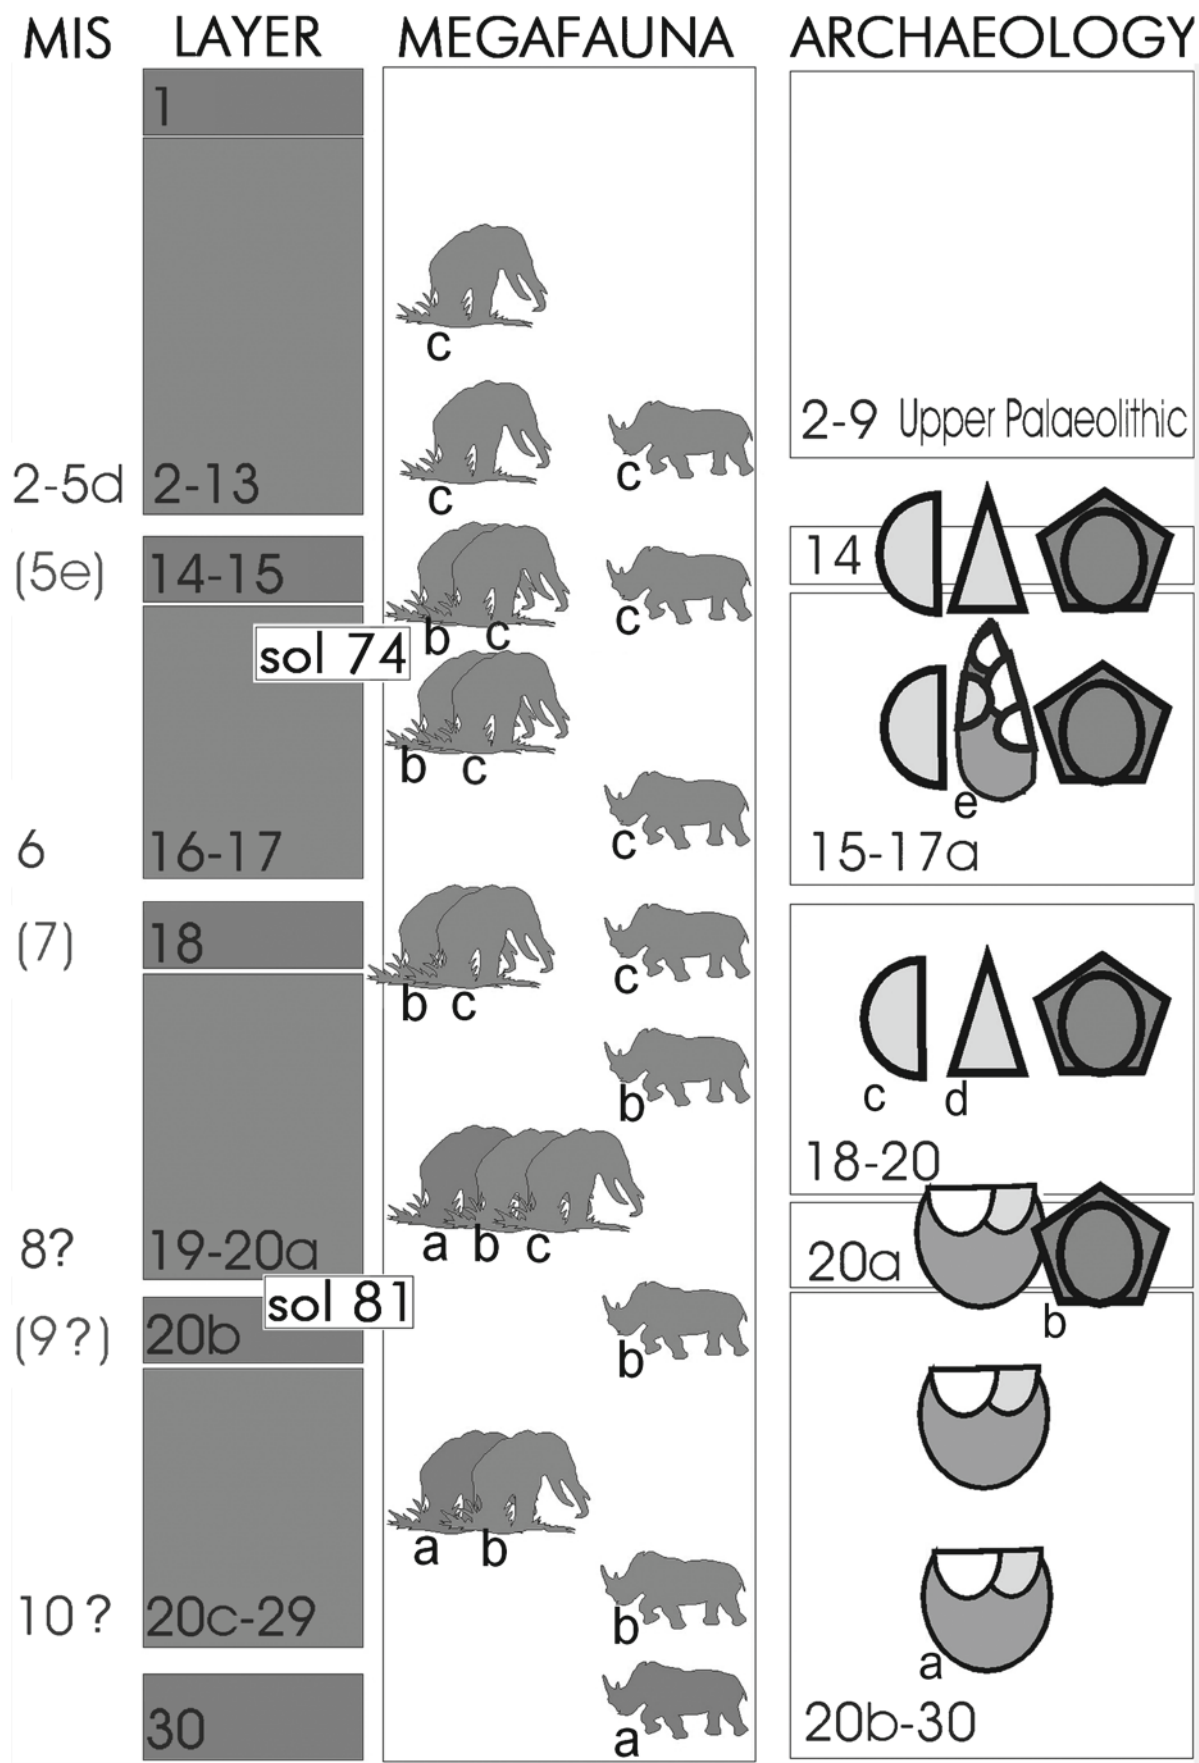 MIS LAYER MEGAFAUNA ARCHAEOLOGY
1
c
2-9 Upper Palaeolithic
2-5d 2-13 c c
(5e) 14-15 c 14
sol 74 b c
b c
e
6 16-17 c 15-17a
(7) 18 c
b c
b c d
18-20
8? 19-20a a b c 20a
sol 81
(9?) 20b b b
a b
10? 20c-29 b
a
30 a 20b-30